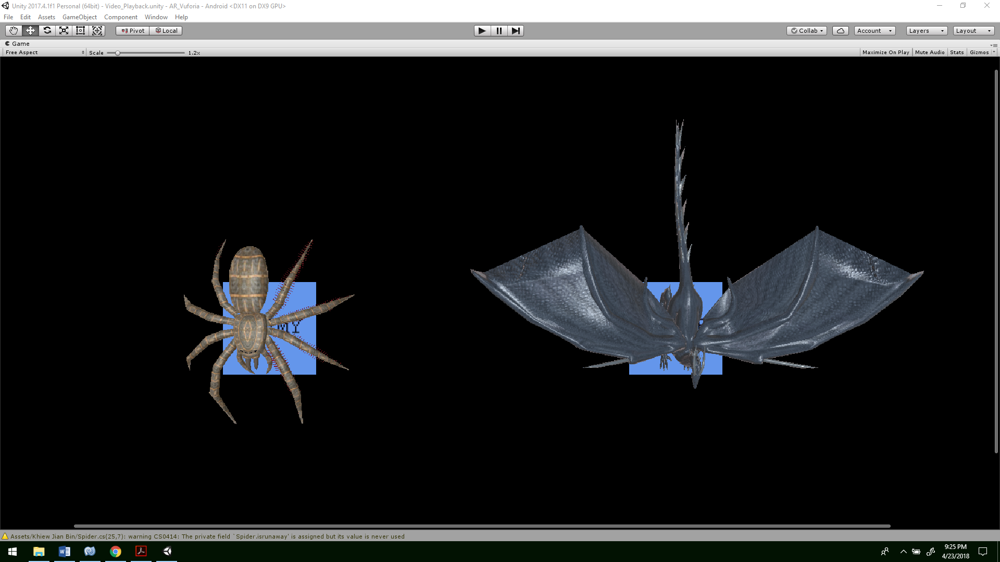 Unity 2017.4.1f1 Personal (64bit) - Video_Playback.unity - AR_Vuforia - Android <DX11 on DX9 GPU>
File Edit Assets GameObject Component Window Help
Pivot Local Collab Account Layers Layout
Game
Free Aspect Scale 1.2x Maximize On Play Mute Audio Stats Gizmos
MY
Assets/Khiew Jian Bin/Spider.cs(25,7): warning CS0414: The private field `Spider.isrunaway' is assigned but its value is never used
9:25 PM
4/23/2018